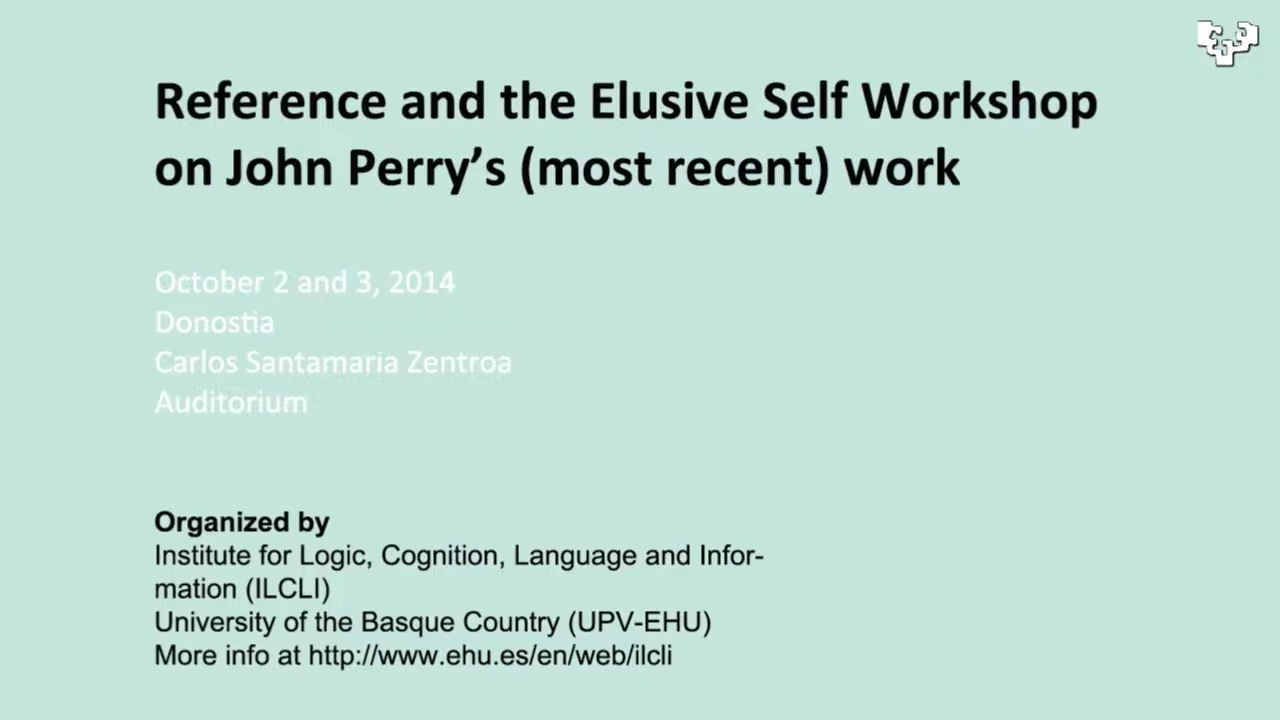 Reference and the Elusive Self Workshop
on John Perry’s (most recent) work
October 2 and 3, 2014
Donostia
Carlos Santamaria Zentroa
Auditorium
Organized by
Institute for Logic, Cognition, Language and Infor-
mation (ILCLI)
University of the Basque Country (UPV-EHU)
More info at http://www.ehu.es/en/web/ilcli